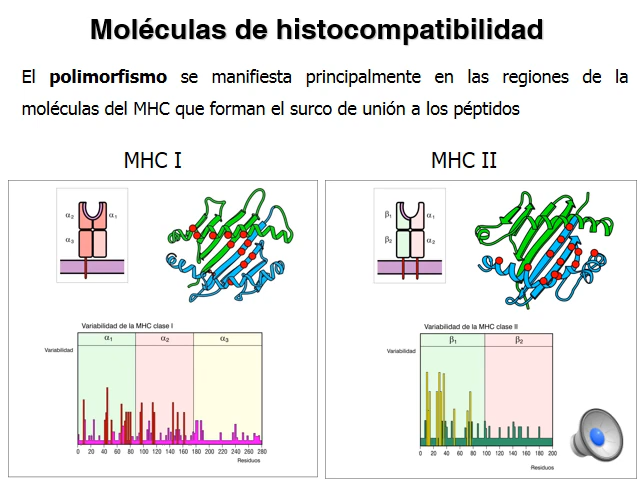 Moléculas de histocompatibilidad
El polimorfismo se manifiesta principalmente en las regiones de la
moléculas del MHC que forman el surco de unión a los péptidos
MHC I
MHC II
α₂ α₁
α₃
β₁ α₁
β₂ α₂
Variabilidad de la MHC clase I
α₁ α₂ α₃
Variabilidad
0 20 40 60 80 100 120 140 160 180 200 220 240 260 280
Residuos
Variabilidad de la MHC clase II
β₁ β₂
Variabilidad
0 20 40 60 80 100 120 140 160 180 200
Residuos